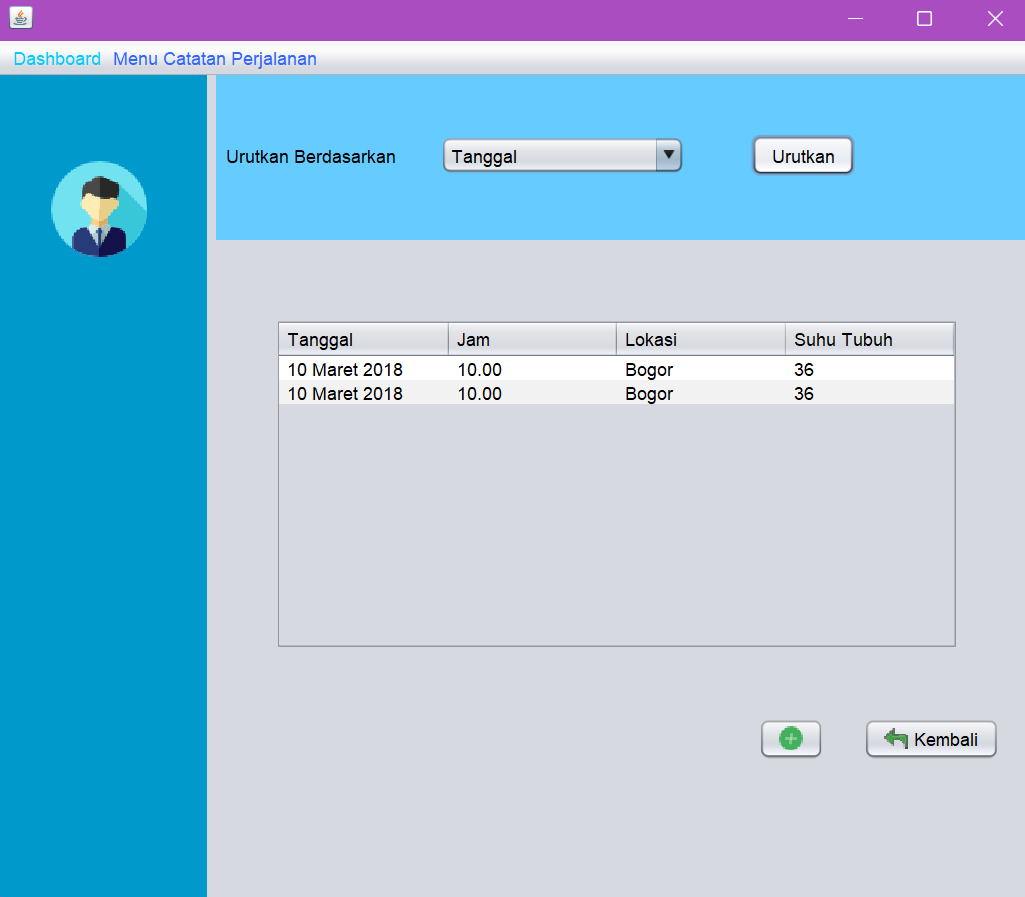 Dashboard Menu Catatan Perjalanan
Urutkan Berdasarkan Tanggal Urutkan
Tanggal Jam Lokasi Suhu Tubuh
10 Maret 2018 10.00 Bogor 36
10 Maret 2018 10.00 Bogor 36
Kembali